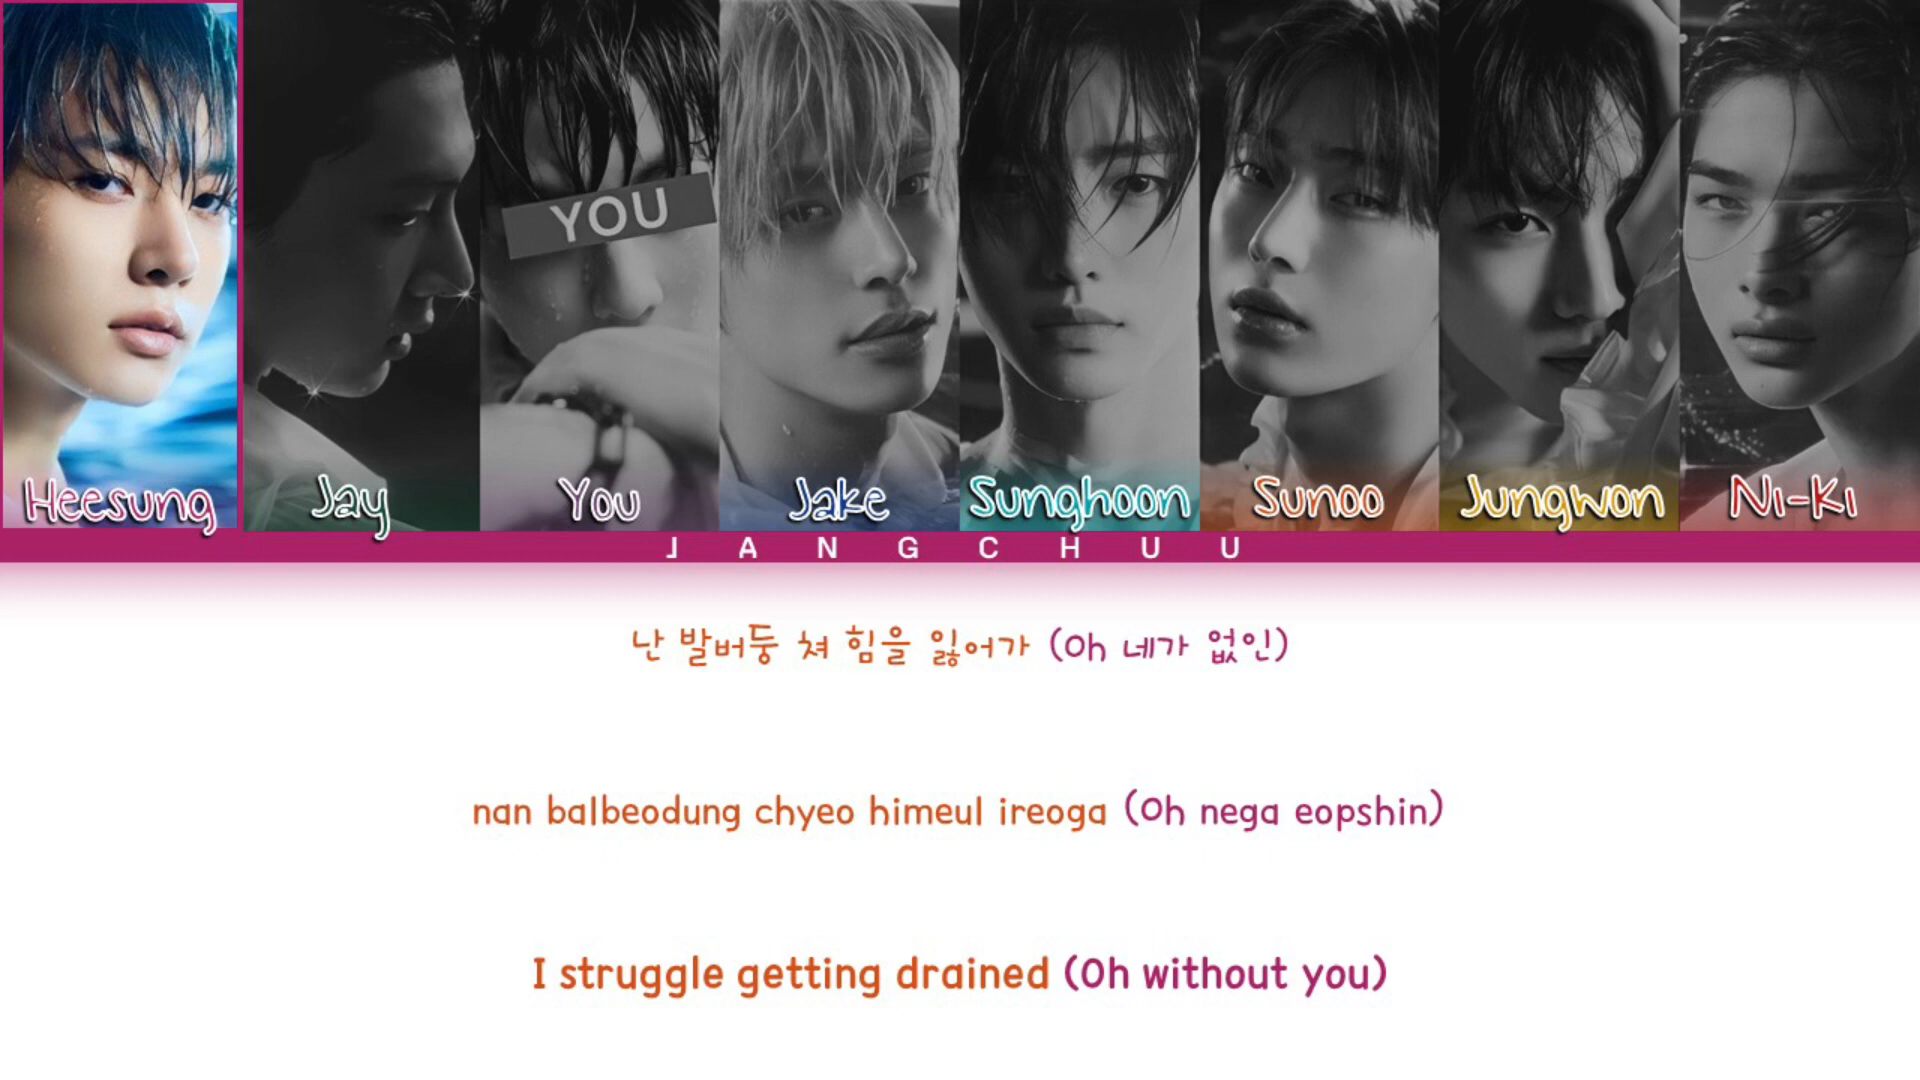 YOU
Heesung Jay You Jake Sunghoon Sunoo Jungwon Ni-Ki
JANGCHUU
난 발버둥 쳐 힘을 잃어가 (Oh 네가 없인)
nan balbeodung chyeo himeul ireoga (Oh nega eopshin)
I struggle getting drained (Oh without you)